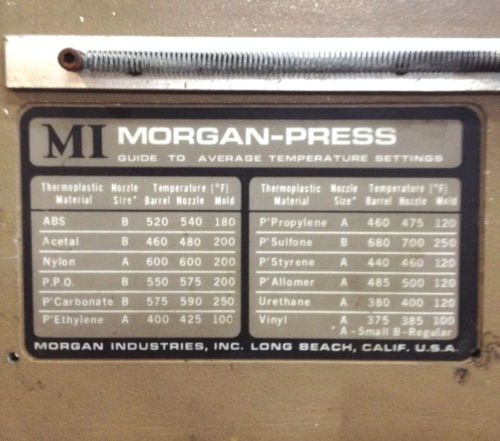 MI MORGAN-PRESS
GUIDE TO AVERAGE TEMPERATURE SETTINGS
Thermoplastic Nozzle Temperature (°F)
Material Size* Barrel Nozzle Mold
ABS B 520 540 180
Acetal B 460 480 200
Nylon A 600 600 200
P.P.O. B 550 575 200
P'Carbonate B 575 590 250
P'Ethylene A 400 425 100
Thermoplastic Nozzle Temperature (°F)
Material Size* Barrel Nozzle Mold
P'Propylene A 460 475 120
P'Sulfone B 680 700 250
P'Styrene A 440 460 120
P'Allomer A 485 500 120
Urethane A 380 400 120
Vinyl A 375 385 100
*A-Small B-Regular
MORGAN INDUSTRIES, INC. LONG BEACH, CALIF. U.S.A.